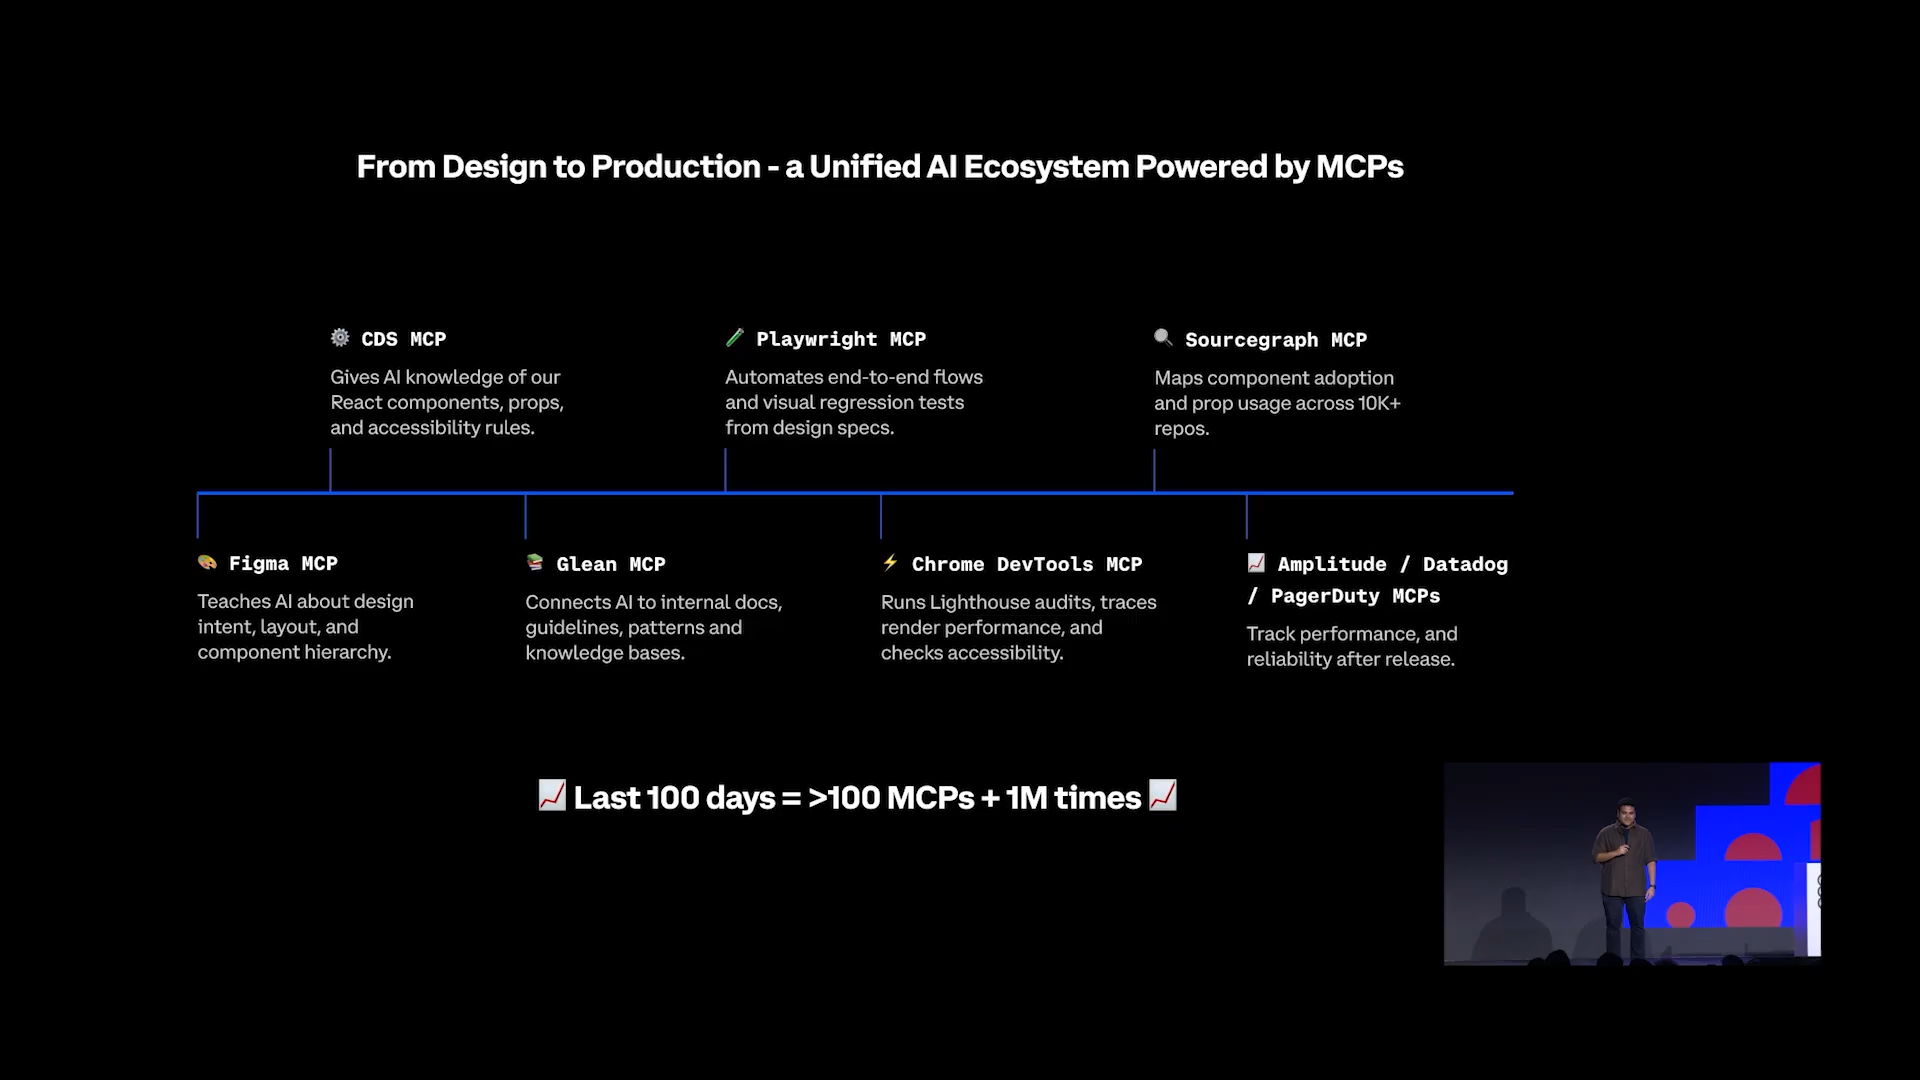 From Design to Production - a Unified AI Ecosystem Powered by MCPs
CDS MCP
Gives AI knowledge of our
React components, props,
and accessibility rules.
Playwright MCP
Automates end-to-end flows
and visual regression tests
from design specs.
Sourcegraph MCP
Maps component adoption
and prop usage across 10K+
repos.
Figma MCP
Teaches AI about design
intent, layout, and
component hierarchy.
Glean MCP
Connects AI to internal docs,
guidelines, patterns and
knowledge bases.
Chrome DevTools MCP
Runs Lighthouse audits, traces
render performance, and
checks accessibility.
Amplitude / Datadog
/ PagerDuty MCPs
Track performance, and
reliability after release.
Last 100 days = >100 MCPs + 1M times